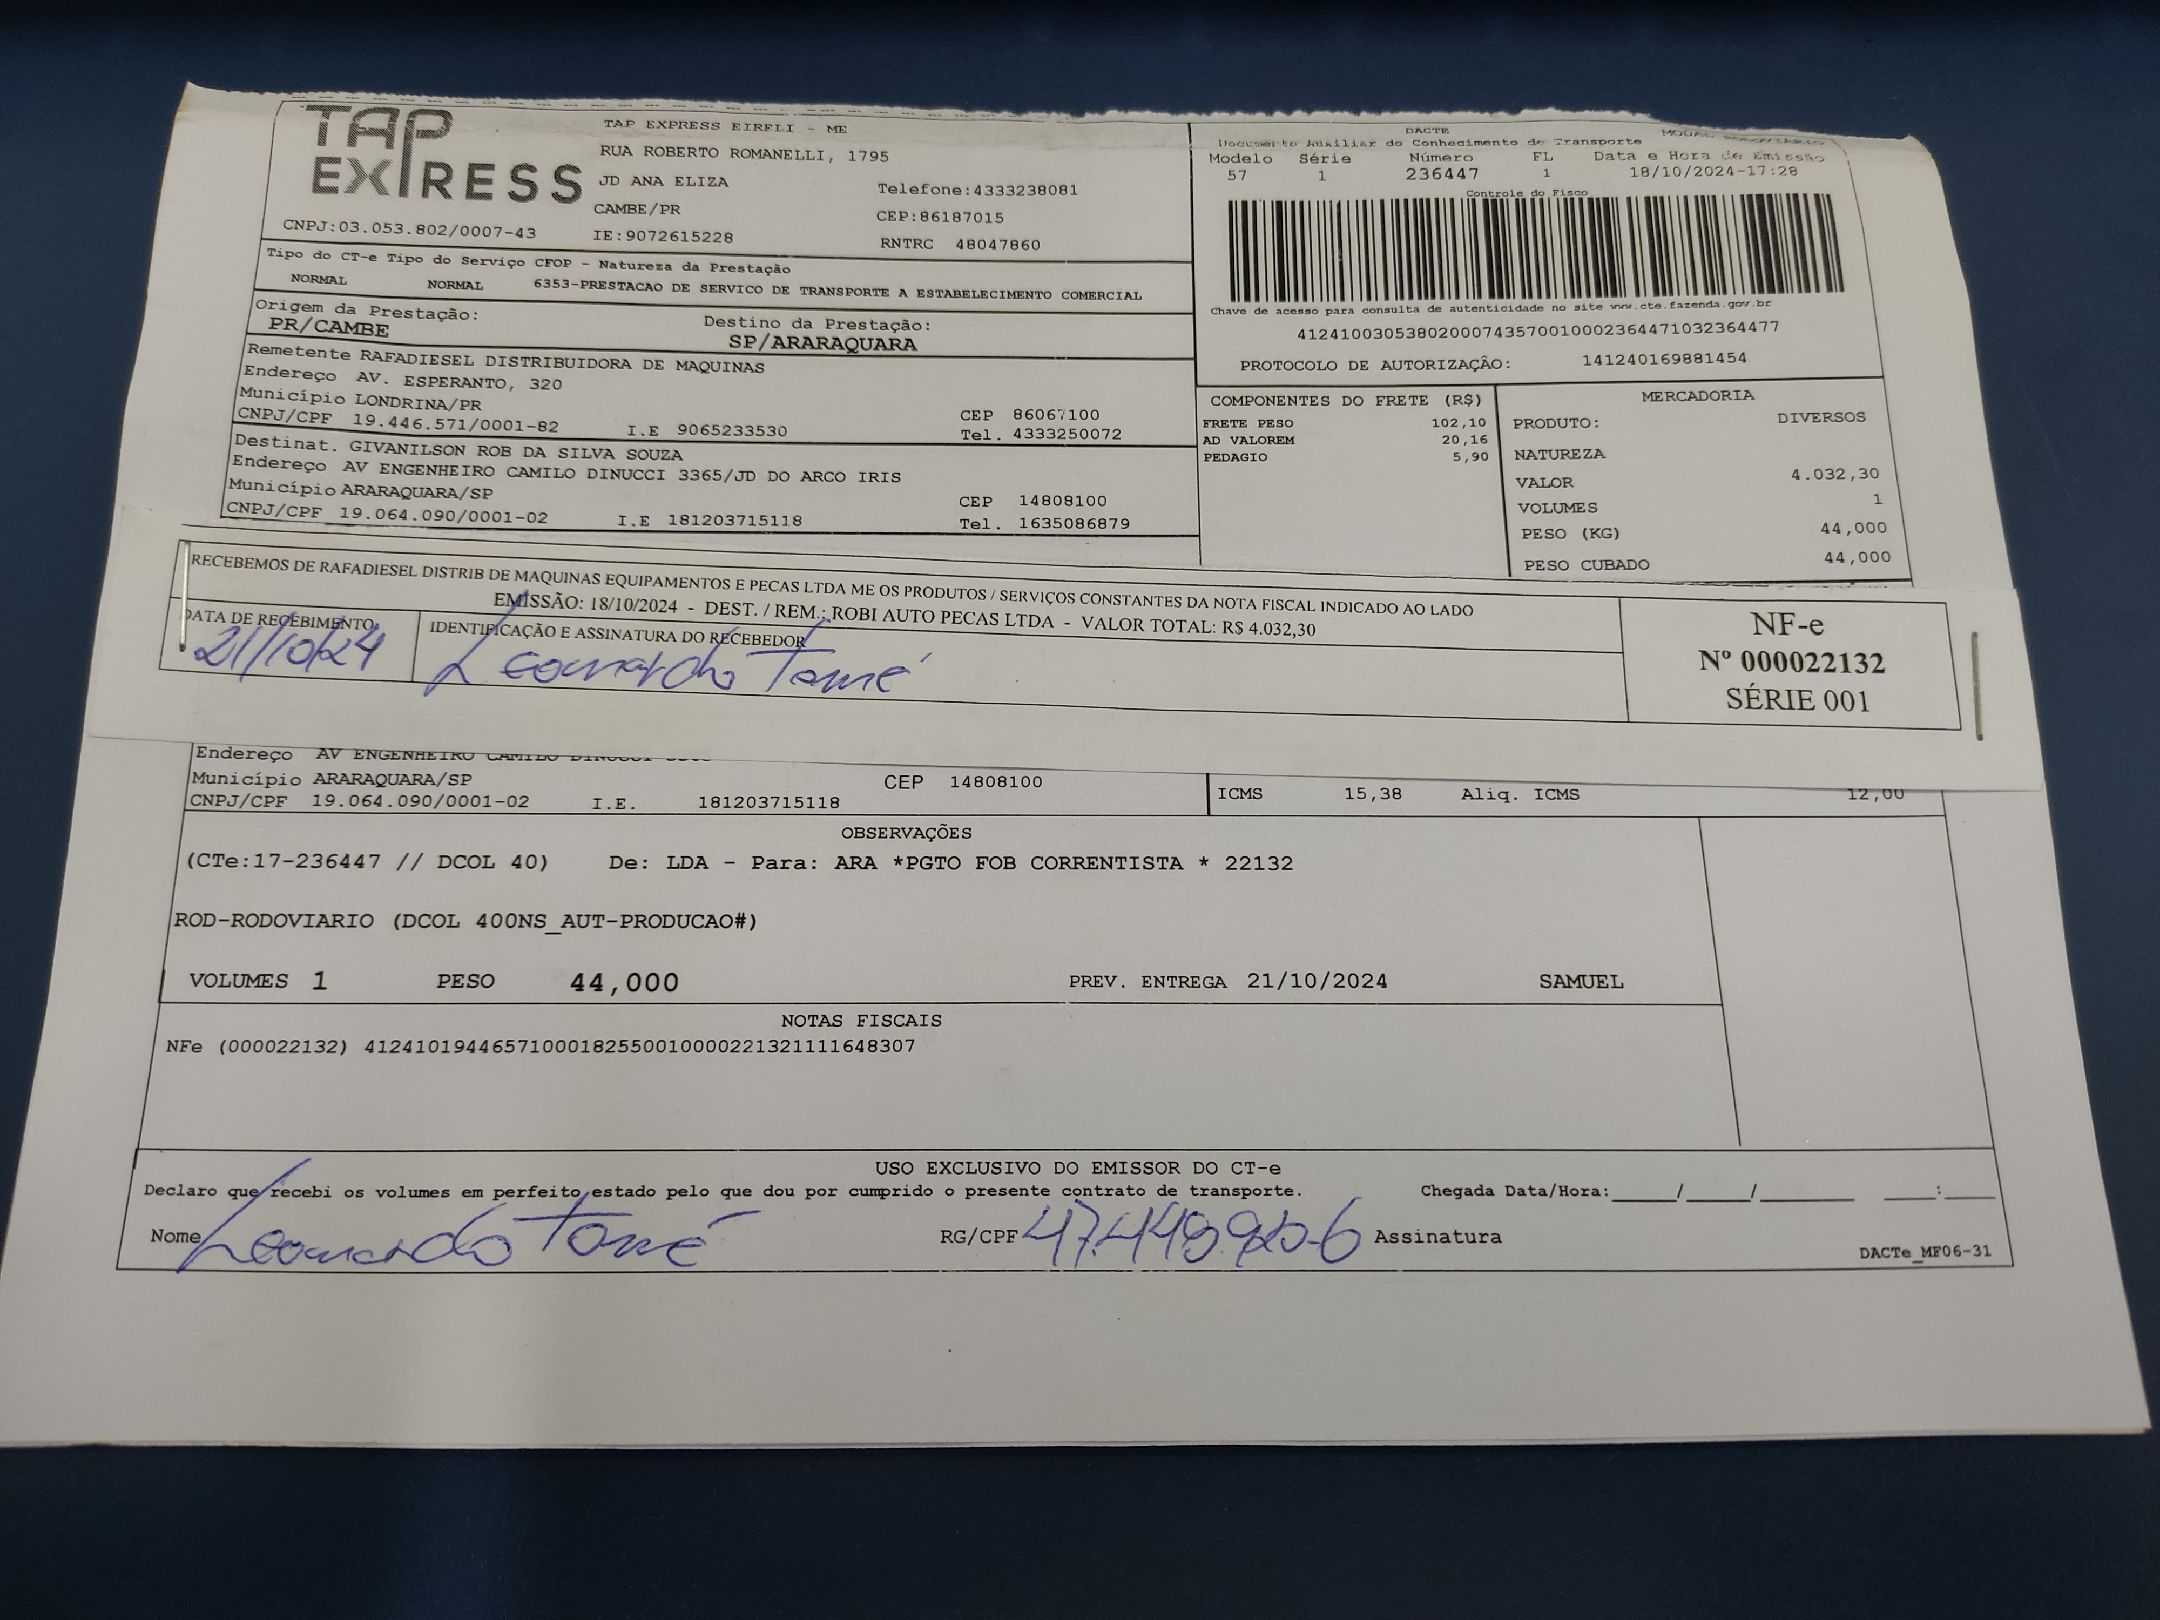 TAP
EXPRESS
TAP EXPRESS EIRELI - ME
RUA ROBERTO ROMANELLI, 1795
JD ANA ELIZA
Telefone:4333238081
CAMBE/PR
CEP:86187015
CNPJ:03.053.802/0007-43
IE:9072615228
RNTRC 48047860
DACTE
Documento Auxiliar do Conhecimento de Transporte
Modelo Série Número FL Data e Hora de Emissão
57 1 236447 1 18/10/2024-17:28
Controle do Fisco
Chave de acesso para consulta de autenticidade no site www.cte.fazenda.gov.br
41241003053802000743570010002364471032364477
PROTOCOLO DE AUTORIZAÇÃO: 141240169881454
Tipo do CT-e Tipo do Serviço CFOP - Natureza da Prestação
NORMAL NORMAL 6353-PRESTACAO DE SERVICO DE TRANSPORTE A ESTABELECIMENTO COMERCIAL
Origem da Prestação: Destino da Prestação:
PR/CAMBE SP/ARARAQUARA
Remetente RAFADIESEL DISTRIBUIDORA DE MAQUINAS
Endereço AV. ESPERANTO, 320
Município LONDRINA/PR CEP 86067100
CNPJ/CPF 19.446.571/0001-82 I.E 9065233530 Tel. 4333250072
Destinat. GIVANILSON ROB DA SILVA SOUZA
Endereço AV ENGENHEIRO CAMILO DINUCCI 3365/JD DO ARCO IRIS
Município ARARAQUARA/SP CEP 14808100
CNPJ/CPF 19.064.090/0001-02 I.E 181203715118 Tel. 1635086879
COMPONENTES DO FRETE (R$)
FRETE PESO 102,10
AD VALOREM 20,16
PEDAGIO 5,90
MERCADORIA
PRODUTO: DIVERSOS
NATUREZA
VALOR 4.032,30
VOLUMES 1
PESO (KG) 44,000
PESO CUBADO 44,000
RECEBEMOS DE RAFADIESEL DISTRIB DE MAQUINAS EQUIPAMENTOS E PECAS LTDA ME OS PRODUTOS / SERVIÇOS CONSTANTES DA NOTA FISCAL INDICADO AO LADO
EMISSÃO: 18/10/2024 - DEST. / REM.: ROBI AUTO PECAS LTDA - VALOR TOTAL: R$ 4.032,30
DATA DE RECEBIMENTO
21/10/24
IDENTIFICAÇÃO E ASSINATURA DO RECEBEDOR
Leonardo Tomé
NF-e
Nº 000022132
SÉRIE 001
Endereço AV ENGENHEIRO CAMILO DINUCCI
Município ARARAQUARA/SP CEP 14808100
CNPJ/CPF 19.064.090/0001-02 I.E. 181203715118
ICMS 15,38 Aliq. ICMS 12,00
OBSERVAÇÕES
(CTe:17-236447 // DCOL 40) De: LDA - Para: ARA *PGTO FOB CORRENTISTA * 22132
ROD-RODOVIARIO (DCOL 400NS_AUT-PRODUCAO#)
VOLUMES 1 PESO 44,000 PREV. ENTREGA 21/10/2024 SAMUEL
NOTAS FISCAIS
NFe (000022132) 41241019446571000182550010000221321111648307
USO EXCLUSIVO DO EMISSOR DO CT-e
Declaro que recebi os volumes em perfeito estado pelo que dou por cumprido o presente contrato de transporte. Chegada Data/Hora:____/____/______ ___:___
Nome Leonardo Tomé RG/CPF Assinatura
DACTe_MF06-31